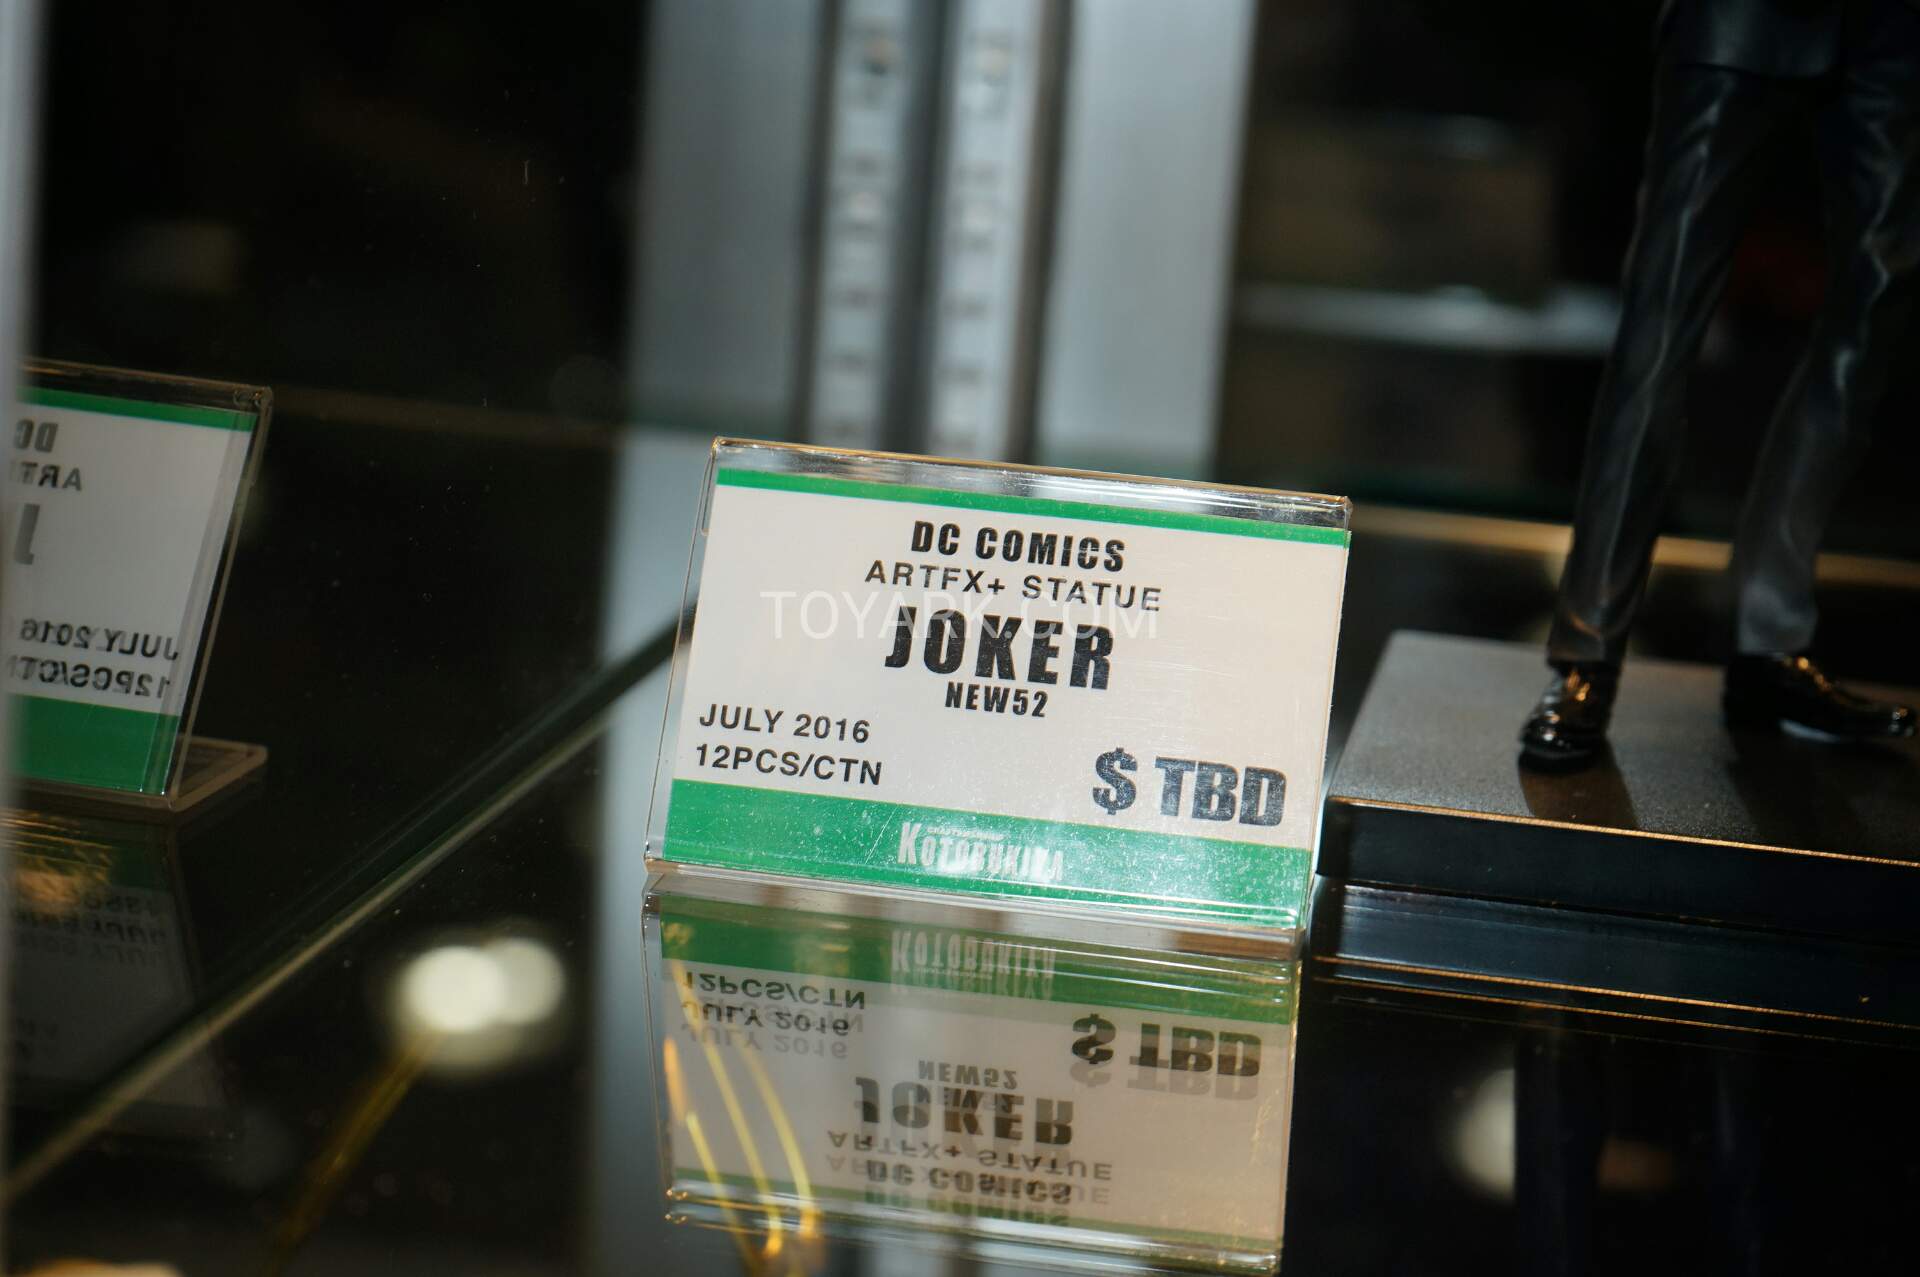 DC COMICS
ARTFX+ STATUE
TOYARK.COM
JOKER
NEW52
JULY 2016
12PCS/CTN
$ TBD
KOTOBUKIYA